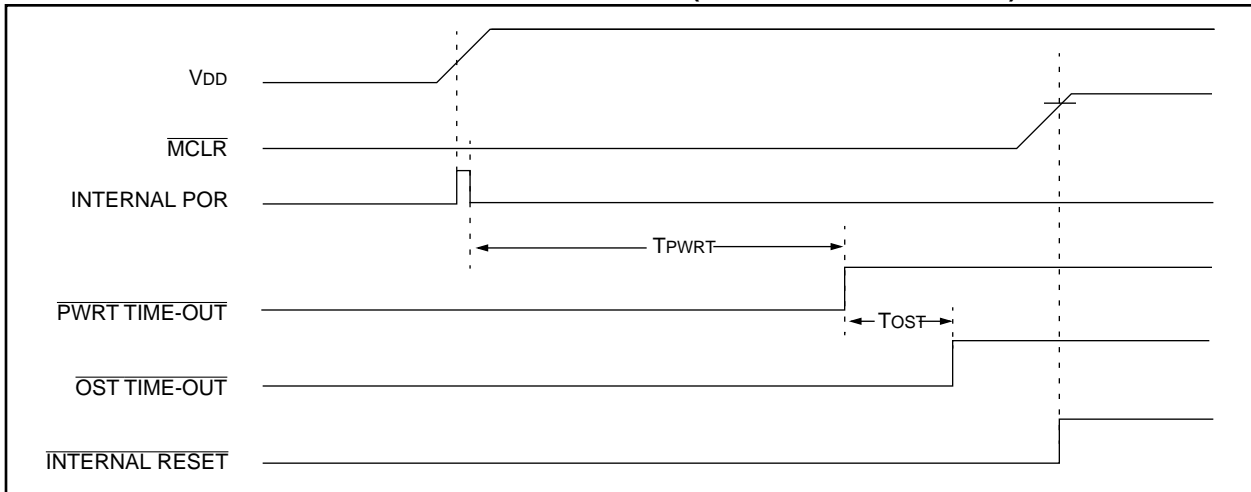 VDD
MCLR
INTERNAL POR
TPWRT
PWRT TIME-OUT
TOST
OST TIME-OUT
INTERNAL RESET